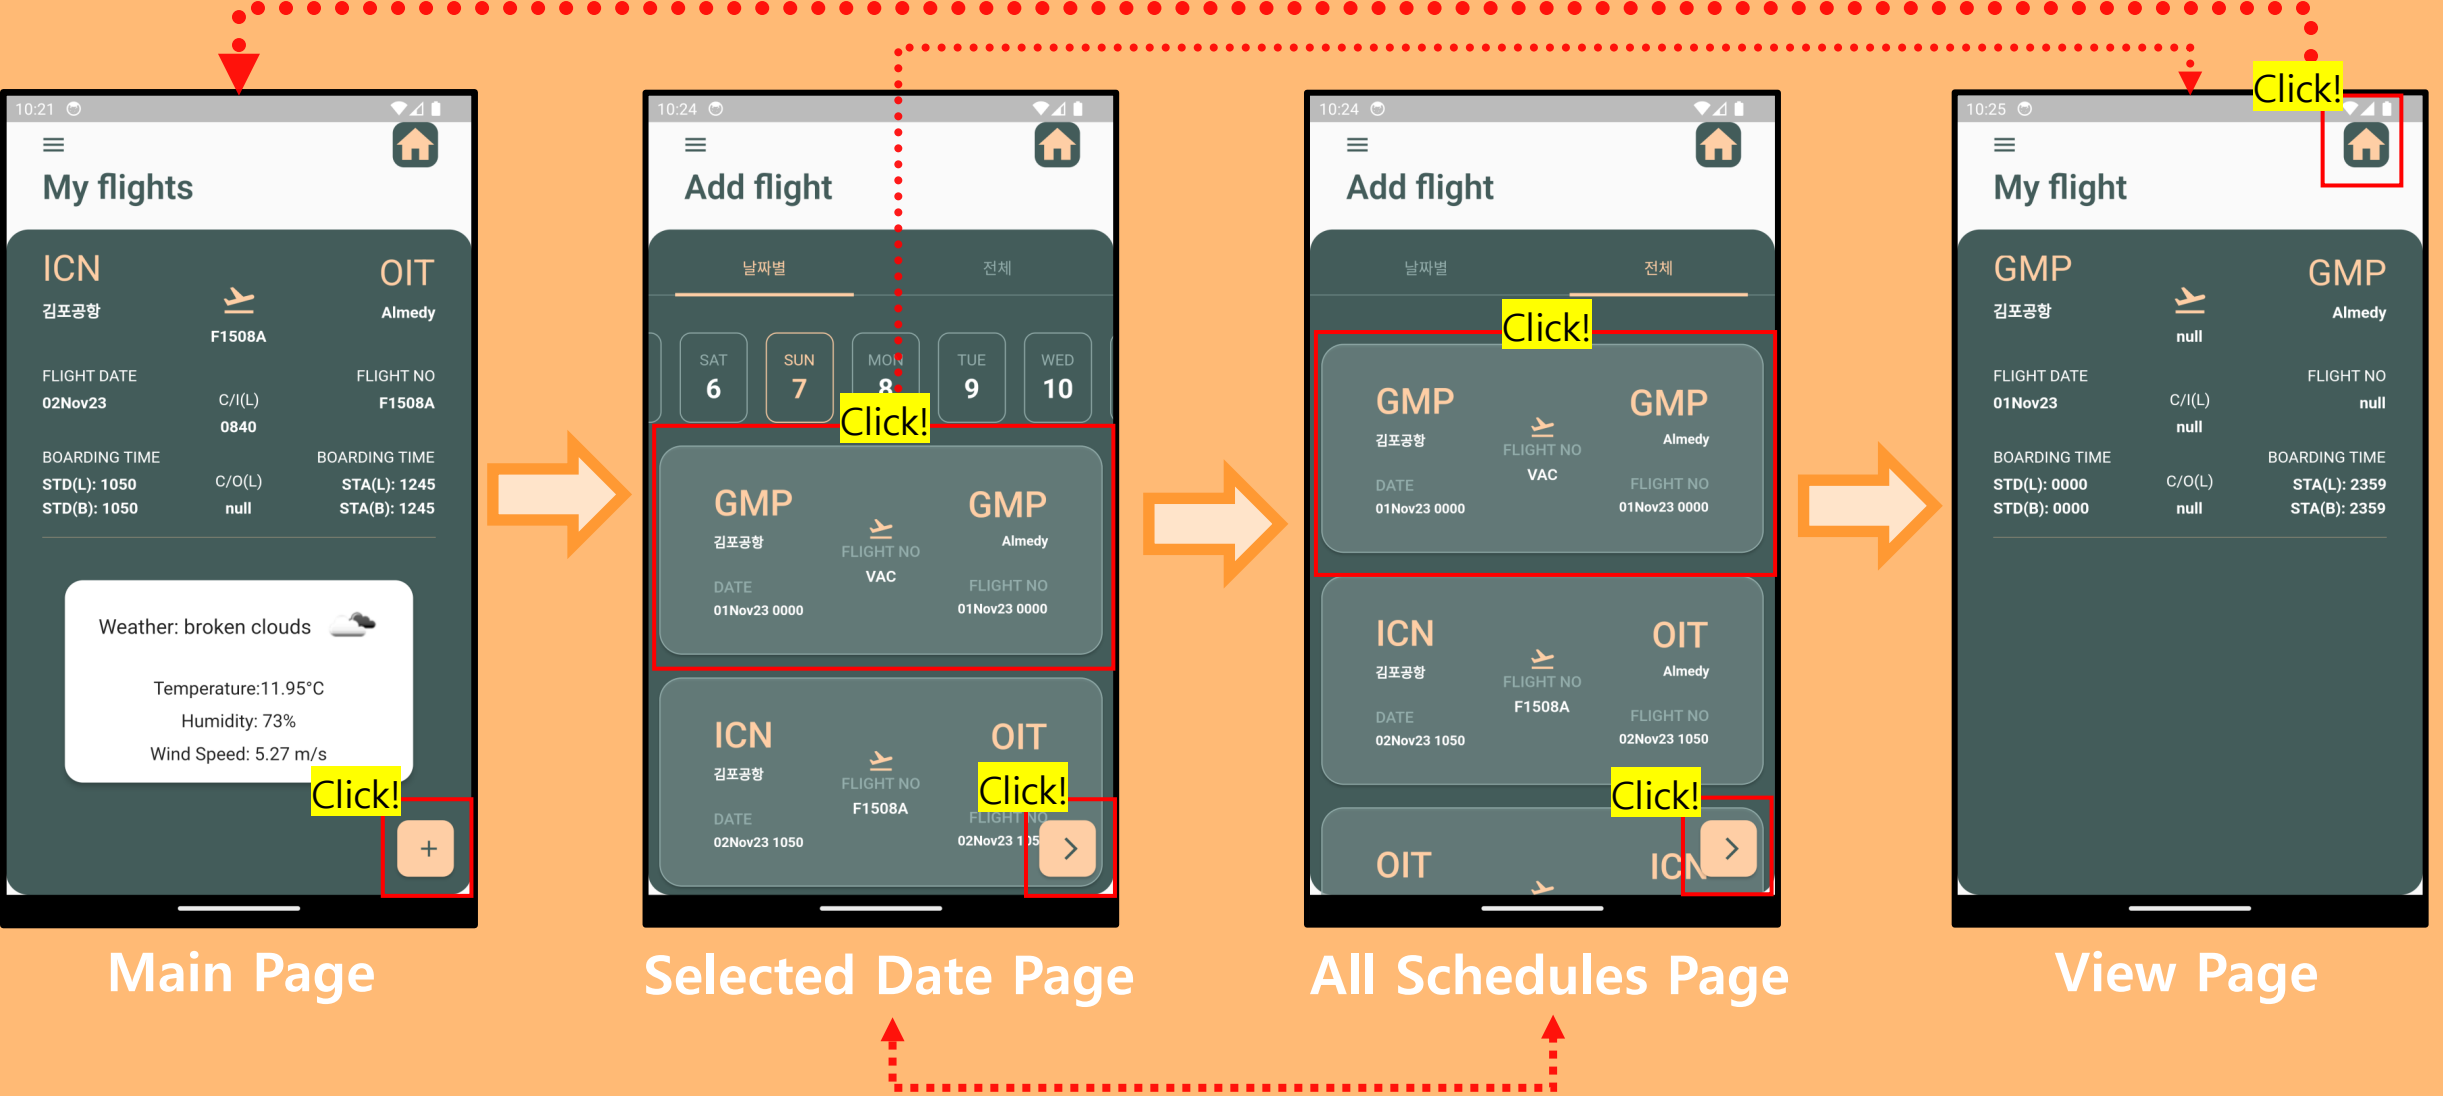 10:21
My flights
ICN
OIT
김포공항
Almedy
F1508A
FLIGHT DATE
FLIGHT NO
02Nov23
C/I(L)
F1508A
0840
BOARDING TIME
BOARDING TIME
STD(L): 1050
C/O(L)
STA(L): 1245
STD(B): 1050
null
STA(B): 1245
Weather: broken clouds
Temperature:11.95°C
Humidity: 73%
Wind Speed: 5.27 m/s
Click!
+
Main Page
10:24
Add flight
날짜별
전체
SAT
SUN
MON
TUE
WED
6
7
8
9
10
Click!
GMP
GMP
김포공항
Almedy
FLIGHT NO
VAC
DATE
FLIGHT NO
01Nov23 0000
01Nov23 0000
ICN
OIT
김포공항
FLIGHT NO
Click!
F1508A
DATE
FLIGHT NO
02Nov23 1050
02Nov23 105
Selected Date Page
10:24
Add flight
날짜별
전체
Click!
GMP
GMP
김포공항
Almedy
FLIGHT NO
VAC
DATE
FLIGHT NO
01Nov23 0000
01Nov23 0000
ICN
OIT
김포공항
Almedy
FLIGHT NO
F1508A
DATE
FLIGHT NO
02Nov23 1050
02Nov23 1050
Click!
OIT
ICN
All Schedules Page
10:25
Click!
My flight
GMP
GMP
김포공항
Almedy
null
FLIGHT DATE
FLIGHT NO
01Nov23
C/I(L)
null
null
BOARDING TIME
BOARDING TIME
STD(L): 0000
C/O(L)
STA(L): 2359
STD(B): 0000
null
STA(B): 2359
View Page